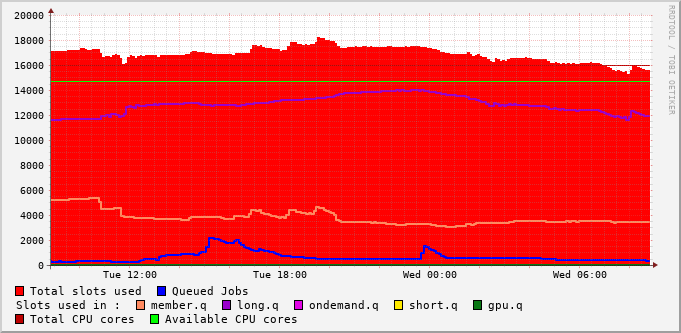 20000
18000
16000
14000
12000
10000
8000
6000
4000
2000
0
Tue 12:00 Tue 18:00 Wed 00:00 Wed 06:00
RRDTOOL / TOBI OETIKER
Total slots used Queued Jobs
Slots used in : member.q long.q ondemand.q short.q gpu.q
Total CPU cores Available CPU cores